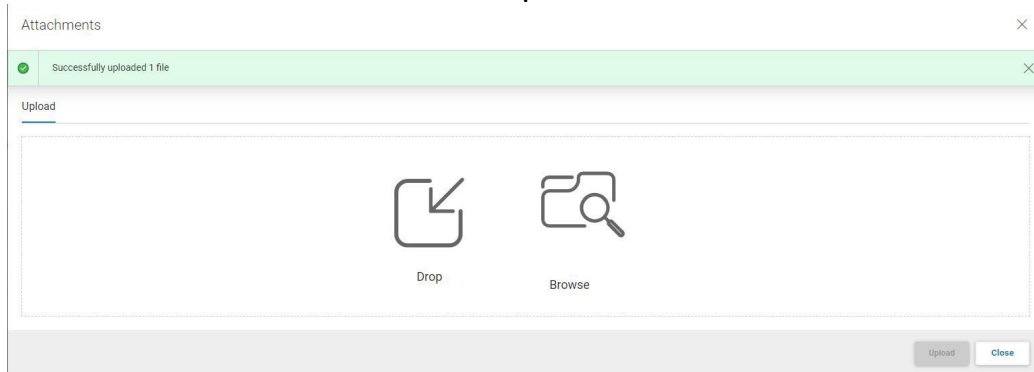 Attachments
Successfully uploaded 1 file
Upload
Drop
Browse
Upload Close